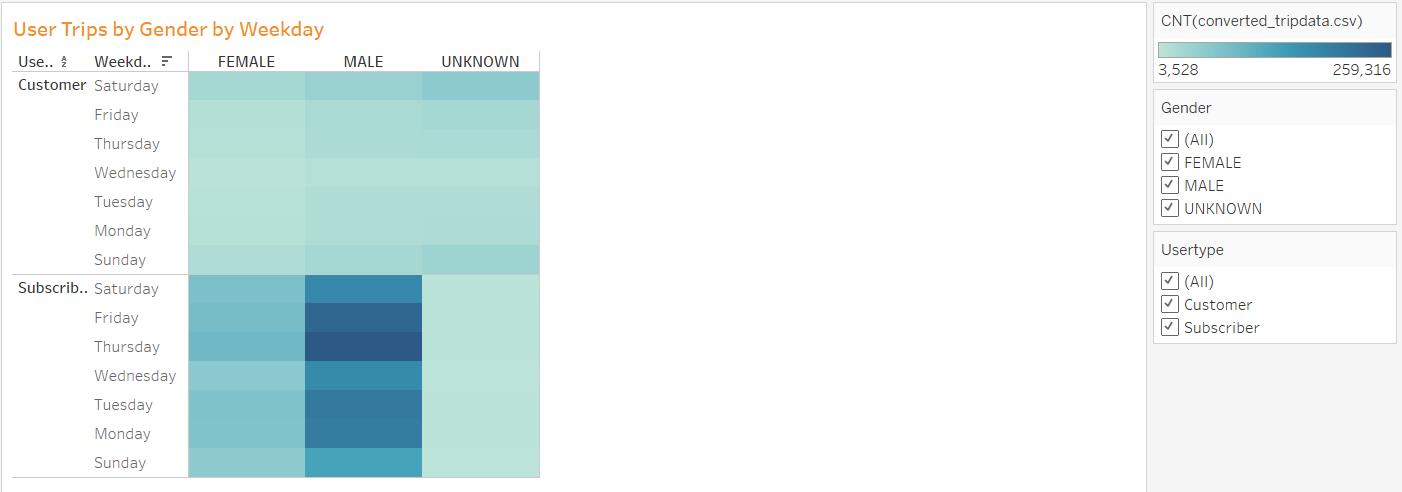 User Trips by Gender by Weekday
Use.. Weekd.. FEMALE MALE UNKNOWN
Customer Saturday
Friday
Thursday
Wednesday
Tuesday
Monday
Sunday
Subscrib.. Saturday
Friday
Thursday
Wednesday
Tuesday
Monday
Sunday
CNT(converted_tripdata.csv)
3,528 259,316
Gender
(All)
FEMALE
MALE
UNKNOWN
Usertype
(All)
Customer
Subscriber